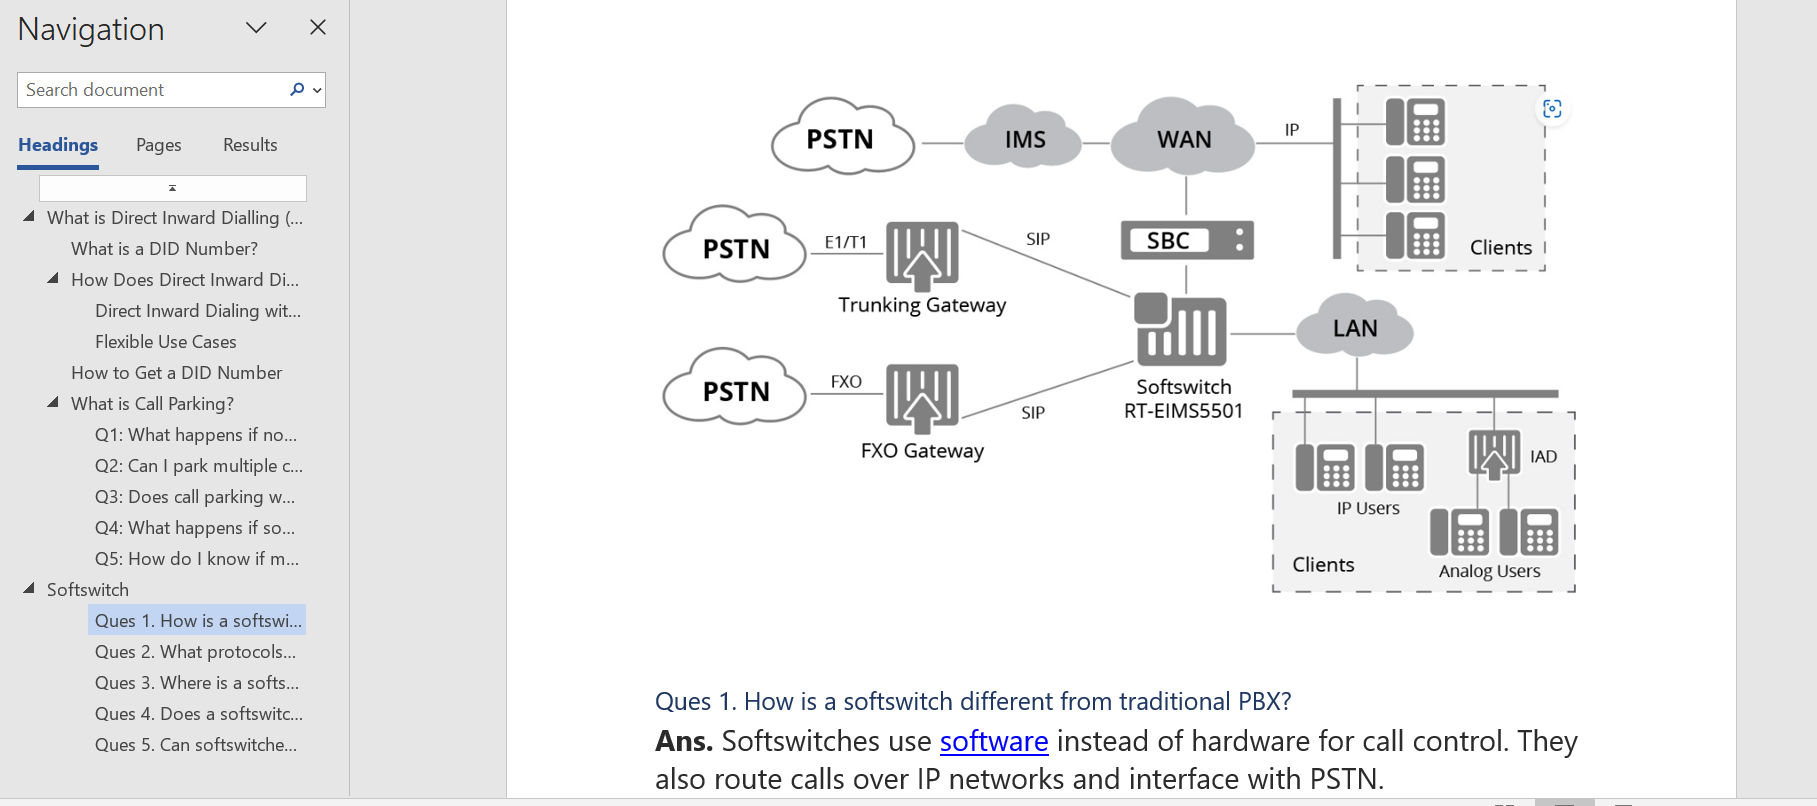 Navigation
Search document
Headings Pages Results
What is Direct Inward Dialling (...
What is a DID Number?
How Does Direct Inward Di...
Direct Inward Dialing wit...
Flexible Use Cases
How to Get a DID Number
What is Call Parking?
Q1: What happens if no...
Q2: Can I park multiple c...
Q3: Does call parking w...
Q4: What happens if so...
Q5: How do I know if m...
Softswitch
Ques 1. How is a softswi...
Ques 2. What protocols...
Ques 3. Where is a softs...
Ques 4. Does a softswitc...
Ques 5. Can softswitche...
PSTN IMS WAN IP
Clients
PSTN E1/T1 SIP SBC
Trunking Gateway
LAN
PSTN FXO SIP
FXO Gateway
Softswitch
RT-EIMS5501
IAD
IP Users
Clients
Analog Users
Ques 1. How is a softswitch different from traditional PBX?
Ans. Softswitches use software instead of hardware for call control. They
also route calls over IP networks and interface with PSTN.